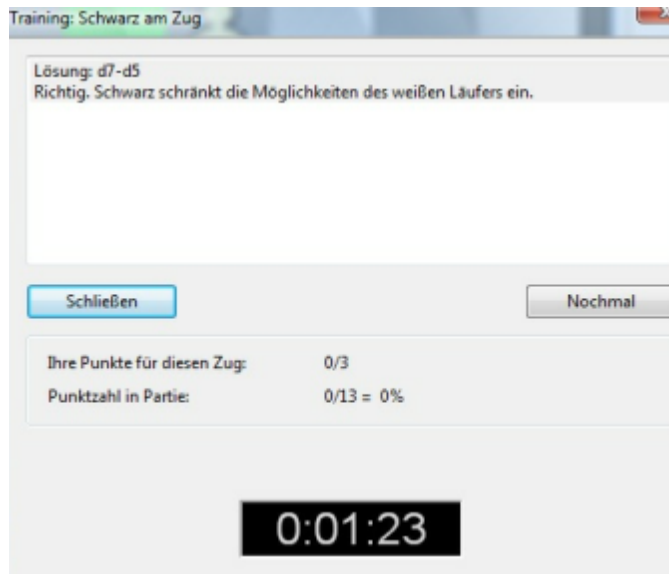 Training: Schwarz am Zug
Lösung: d7-d5
Richtig. Schwarz schränkt die Möglichkeiten des weißen Läufers ein.
Schließen
Nochmal
Ihre Punkte für diesen Zug: 0/3
Punktzahl in Partie: 0/13 = 0%
0:01:23